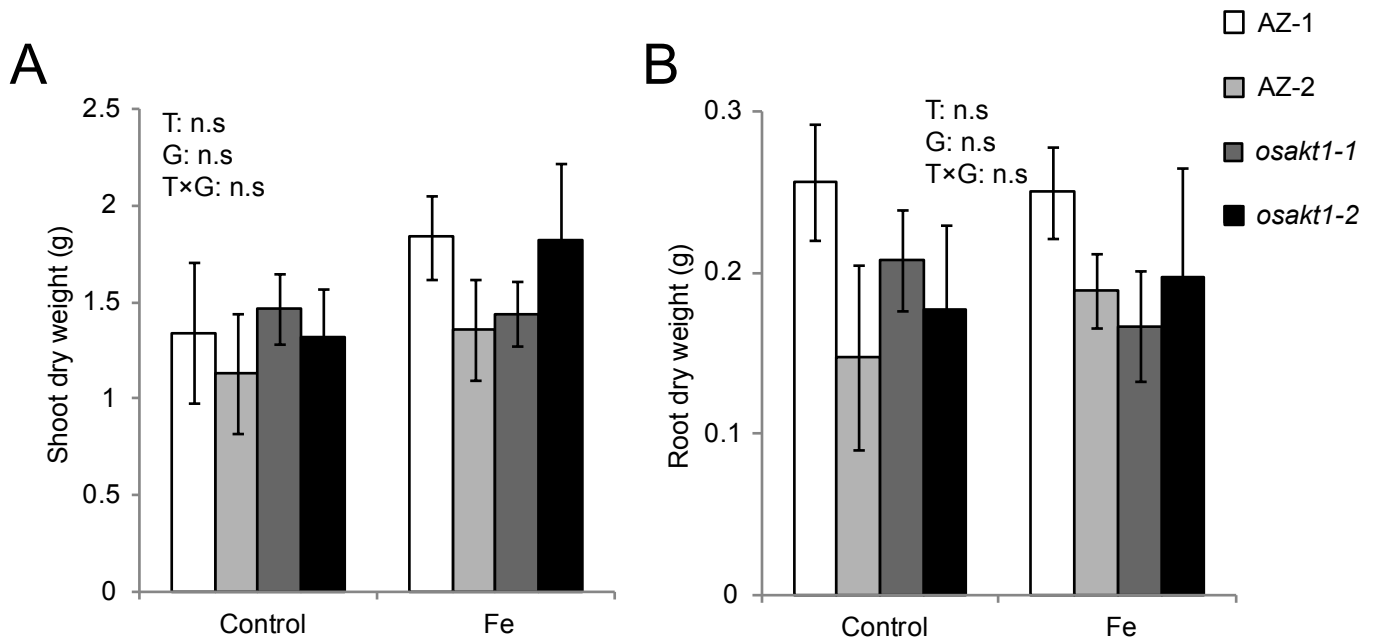 A
Shoot dry weight (g)
2.5
2
1.5
1
0.5
0
T: n.s
G: n.s
T×G: n.s
Control
Fe
B
Root dry weight (g)
0.3
0.2
0.1
0
T: n.s
G: n.s
T×G: n.s
Control
Fe
AZ-1
AZ-2
osakt1-1
osakt1-2